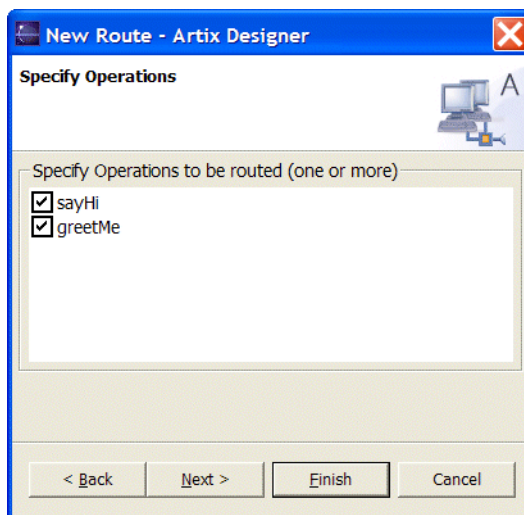 New Route - Artix Designer
Specify Operations
A
Specify Operations to be routed (one or more)
sayHi
greetMe
< Back Next > Finish Cancel